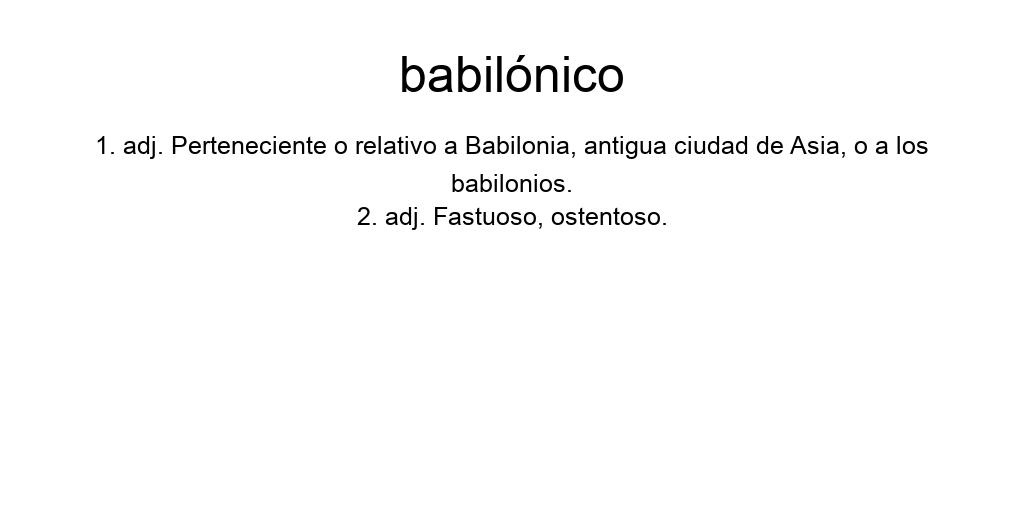 babilónico
1. adj. Perteneciente o relativo a Babilonia, antigua ciudad de Asia, o a los
babilonios.
2. adj. Fastuoso, ostentoso.